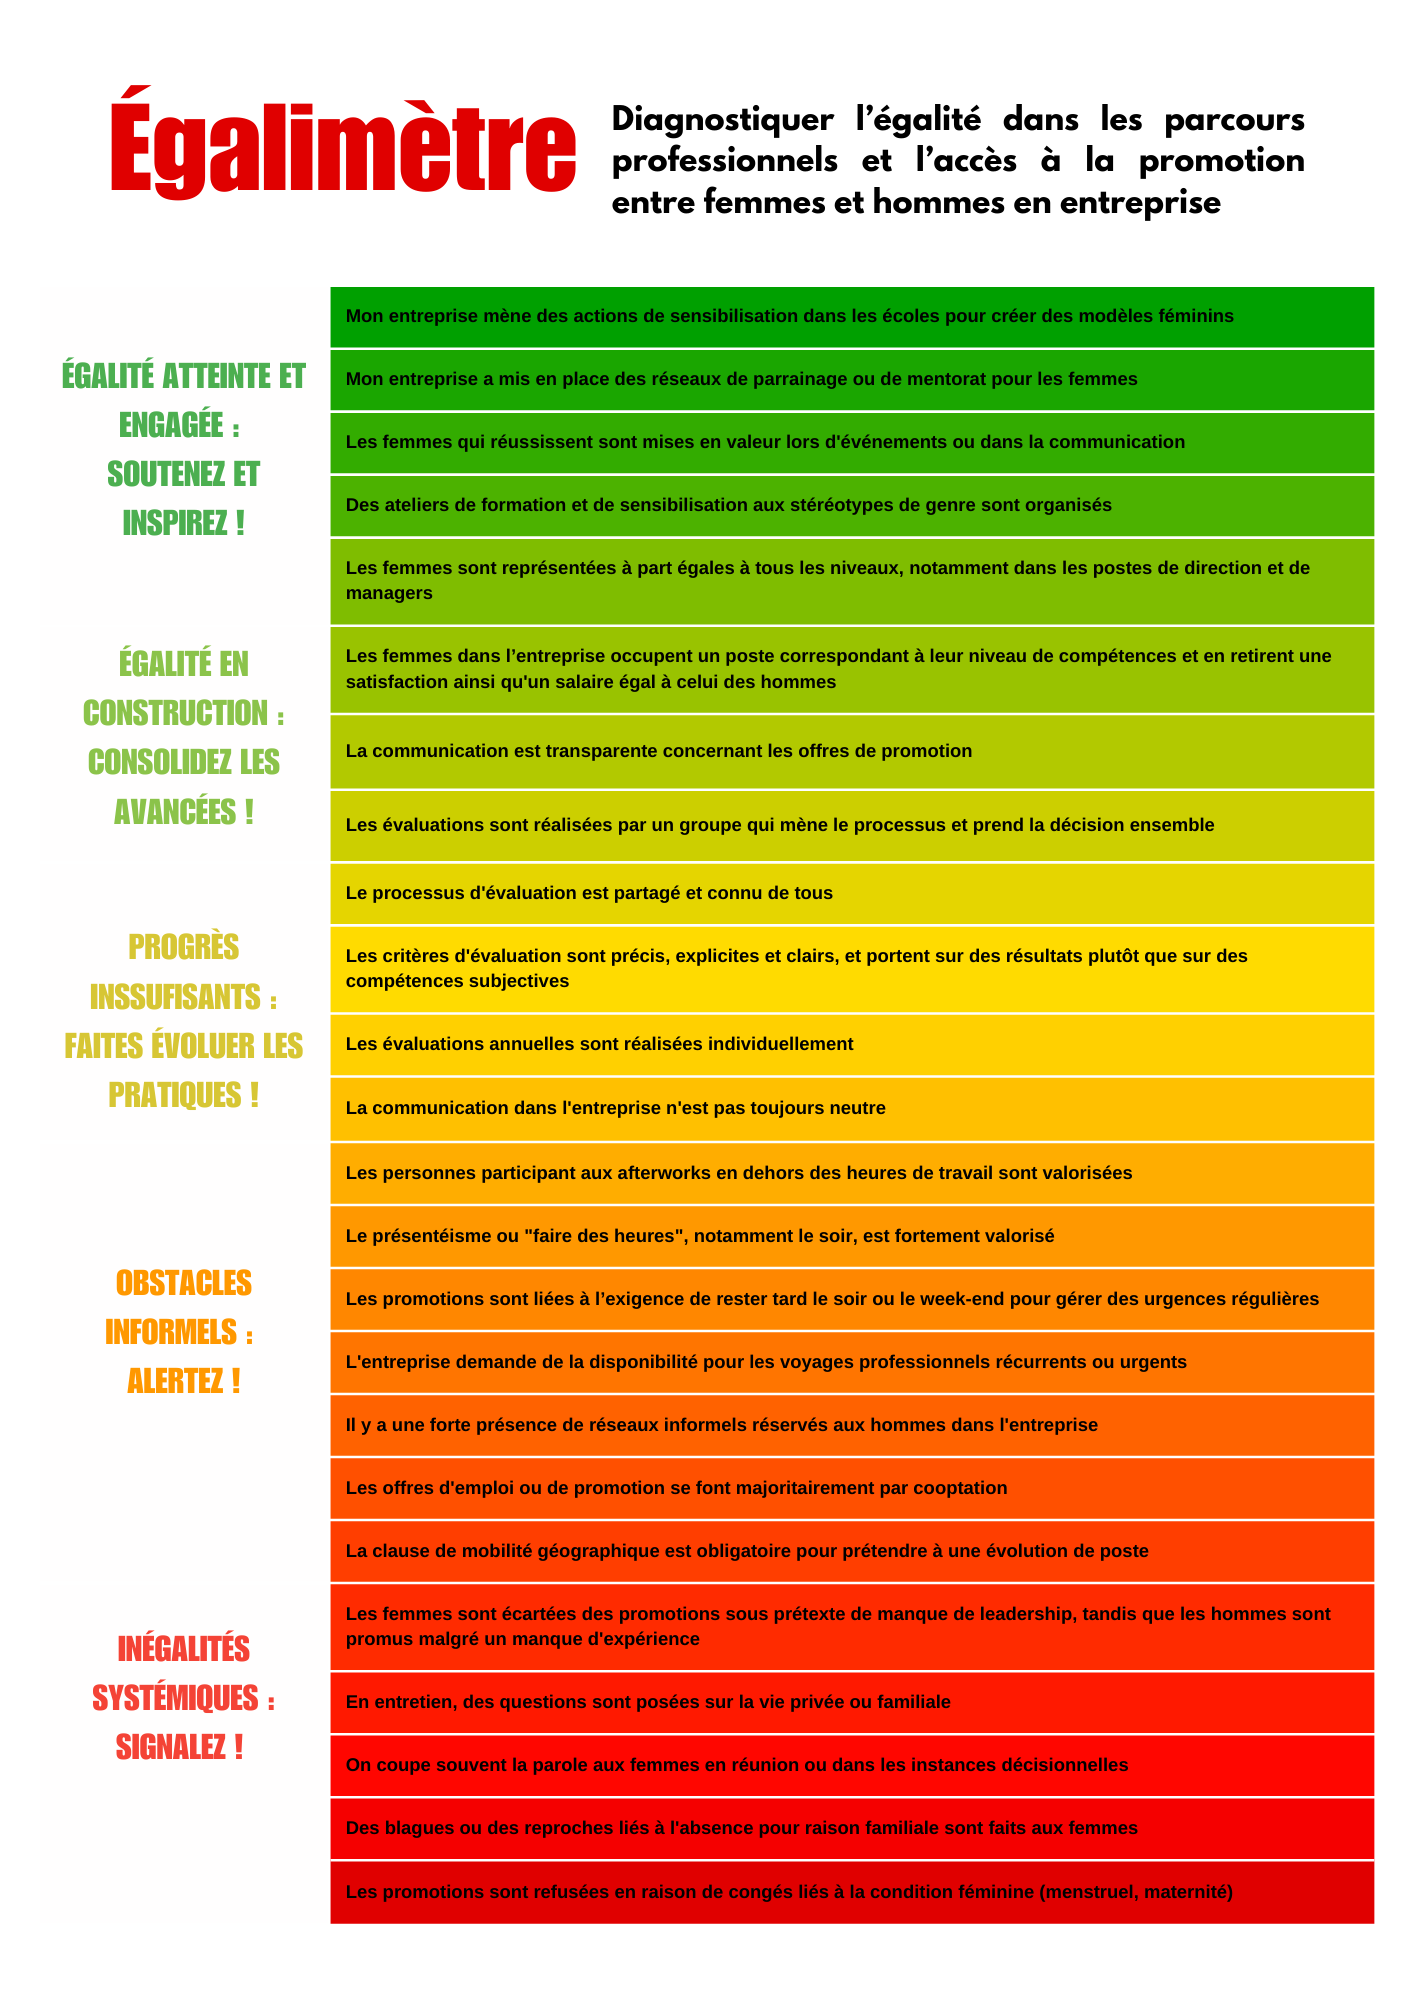 Égalimètre
Diagnostiquer l’égalité dans les parcours
professionnels et l’accès à la promotion
entre femmes et hommes en entreprise
ÉGALITÉ ATTEINTE ET
ENGAGÉE :
SOUTENEZ ET
INSPIREZ !
Mon entreprise mène des actions de sensibilisation dans les écoles pour créer des modèles féminins
Mon entreprise a mis en place des réseaux de parrainage ou de mentorat pour les femmes
Les femmes qui réussissent sont mises en valeur lors d'événements ou dans la communication
Des ateliers de formation et de sensibilisation aux stéréotypes de genre sont organisés
Les femmes sont représentées à part égales à tous les niveaux, notamment dans les postes de direction et de
managers
ÉGALITÉ EN
CONSTRUCTION :
CONSOLIDEZ LES
AVANCÉES !
Les femmes dans l’entreprise occupent un poste correspondant à leur niveau de compétences et en retirent une
satisfaction ainsi qu'un salaire égal à celui des hommes
La communication est transparente concernant les offres de promotion
Les évaluations sont réalisées par un groupe qui mène le processus et prend la décision ensemble
PROGRÈS
INSSUFISANTS :
FAITES ÉVOLUER LES
PRATIQUES !
Le processus d'évaluation est partagé et connu de tous
Les critères d'évaluation sont précis, explicites et clairs, et portent sur des résultats plutôt que sur des
compétences subjectives
Les évaluations annuelles sont réalisées individuellement
La communication dans l'entreprise n'est pas toujours neutre
OBSTACLES
INFORMELS :
ALERTEZ !
Les personnes participant aux afterworks en dehors des heures de travail sont valorisées
Le présentéisme ou "faire des heures", notamment le soir, est fortement valorisé
Les promotions sont liées à l’exigence de rester tard le soir ou le week-end pour gérer des urgences régulières
L'entreprise demande de la disponibilité pour les voyages professionnels récurrents ou urgents
Il y a une forte présence de réseaux informels réservés aux hommes dans l'entreprise
Les offres d'emploi ou de promotion se font majoritairement par cooptation
La clause de mobilité géographique est obligatoire pour prétendre à une évolution de poste
INÉGALITÉS
SYSTÉMIQUES :
SIGNALEZ !
Les femmes sont écartées des promotions sous prétexte de manque de leadership, tandis que les hommes sont
promus malgré un manque d'expérience
En entretien, des questions sont posées sur la vie privée ou familiale
On coupe souvent la parole aux femmes en réunion ou dans les instances décisionnelles
Des blagues ou des reproches liés à l'absence pour raison familiale sont faits aux femmes
Les promotions sont refusées en raison de congés liés à la condition féminine (menstruel, maternité)